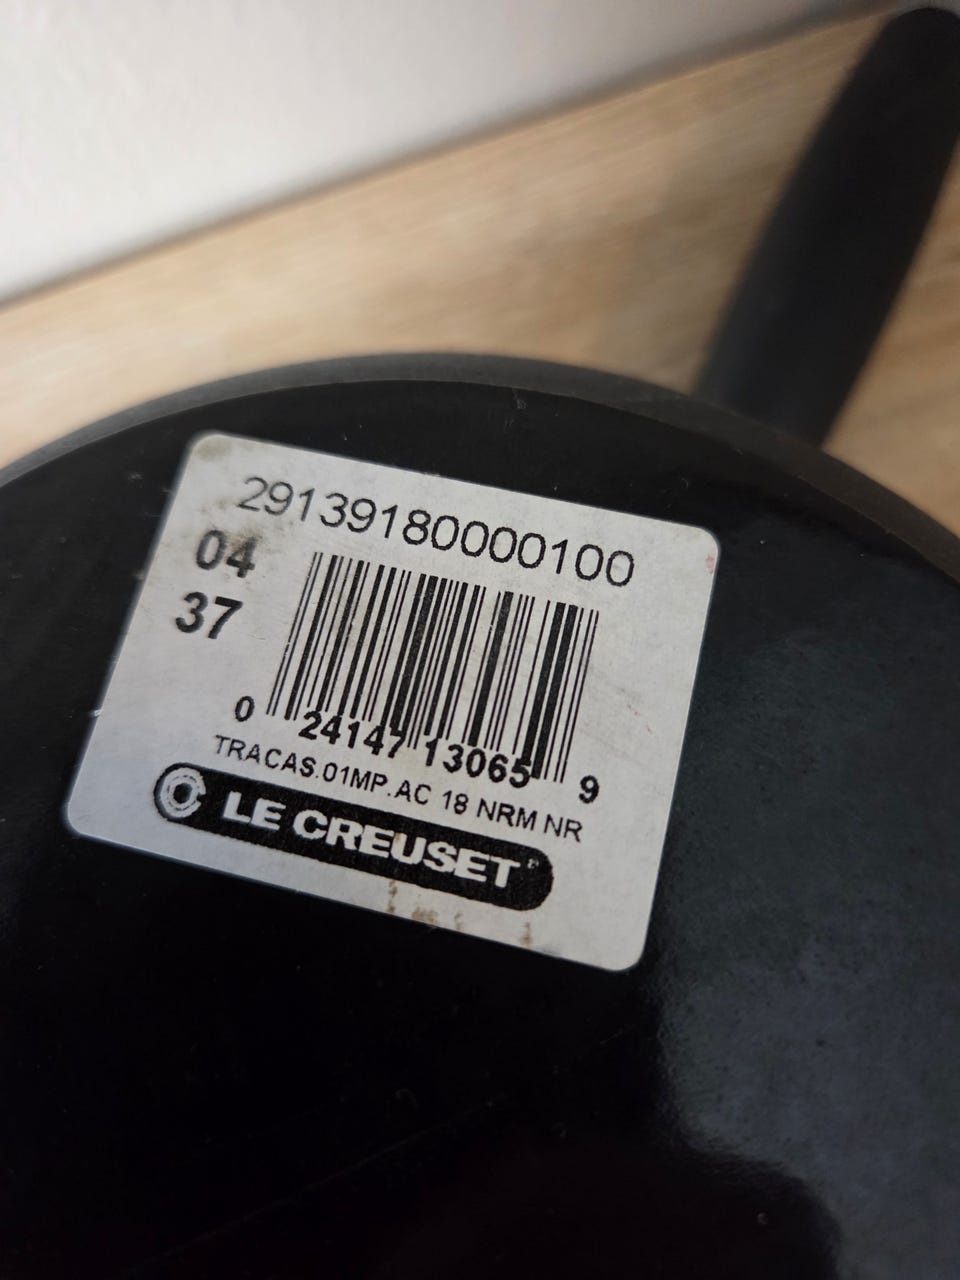 29139180000100
04
37
0 24147 13065 9
TRACAS.01MP.AC 18 NRM NR
LE CREUSET®